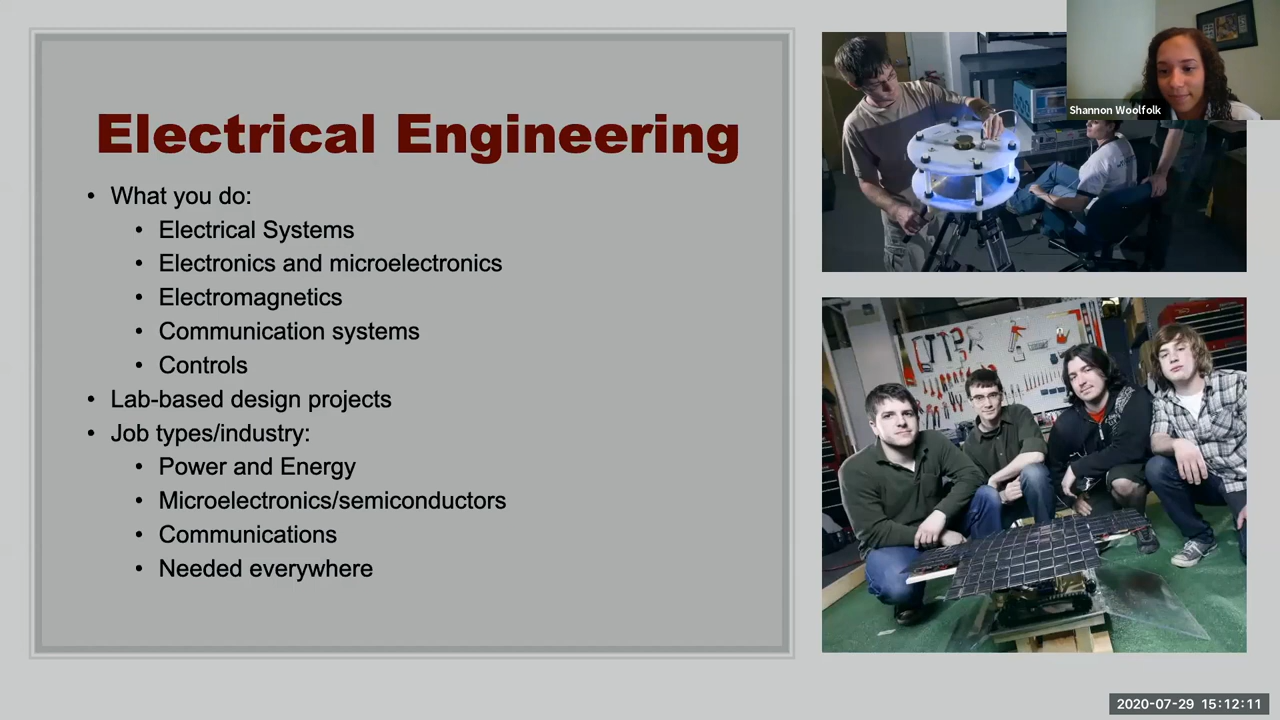 Shannon Woolfolk
Electrical Engineering
• What you do:
• Electrical Systems
• Electronics and microelectronics
• Electromagnetics
• Communication systems
• Controls
• Lab-based design projects
• Job types/industry:
• Power and Energy
• Microelectronics/semiconductors
• Communications
• Needed everywhere
2020-07-29 15:12:11